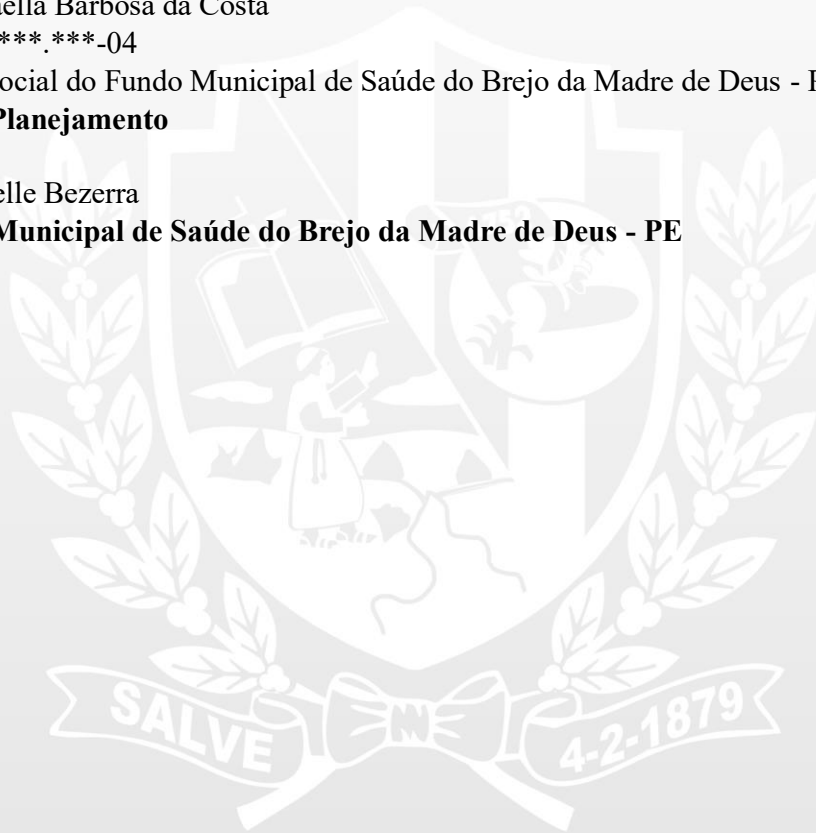 aella Barbosa da Costa
***.***-04
ocial do Fundo Municipal de Saúde do Brejo da Madre de Deus - P
Planejamento
elle Bezerra
Municipal de Saúde do Brejo da Madre de Deus - PE
SALVE
4-2-1879